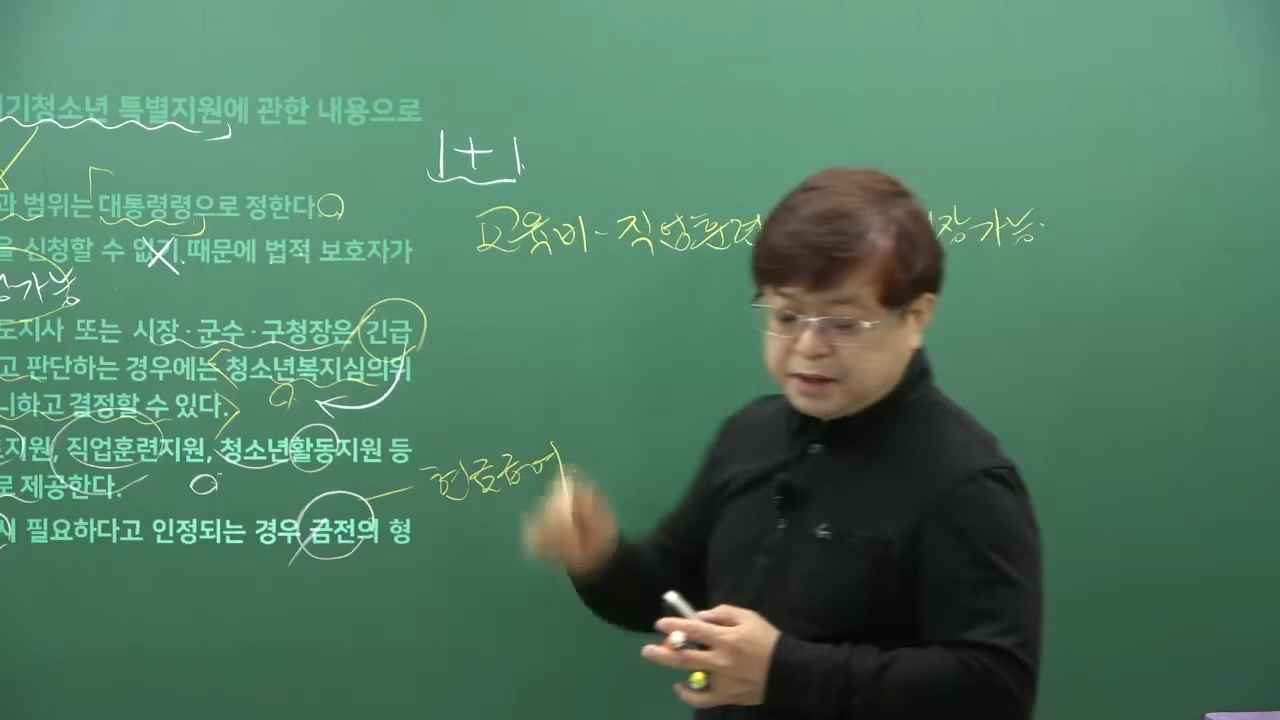 기청소년 특별지원에 관한 내용으로
1+1
과 범위는 대통령령으로 정한다
교육비 - 직업훈련 가능
을 신청할 수 없기 때문에 법적 보호자가
가능
도지사 또는 시장·군수·구청장은 긴급
고 판단하는 경우에는 청소년복지심의위
니하고 결정할 수 있다.
지원, 직업훈련지원, 청소년활동지원 등
현금급여
로 제공한다.
시 필요하다고 인정되는 경우 금전의 형